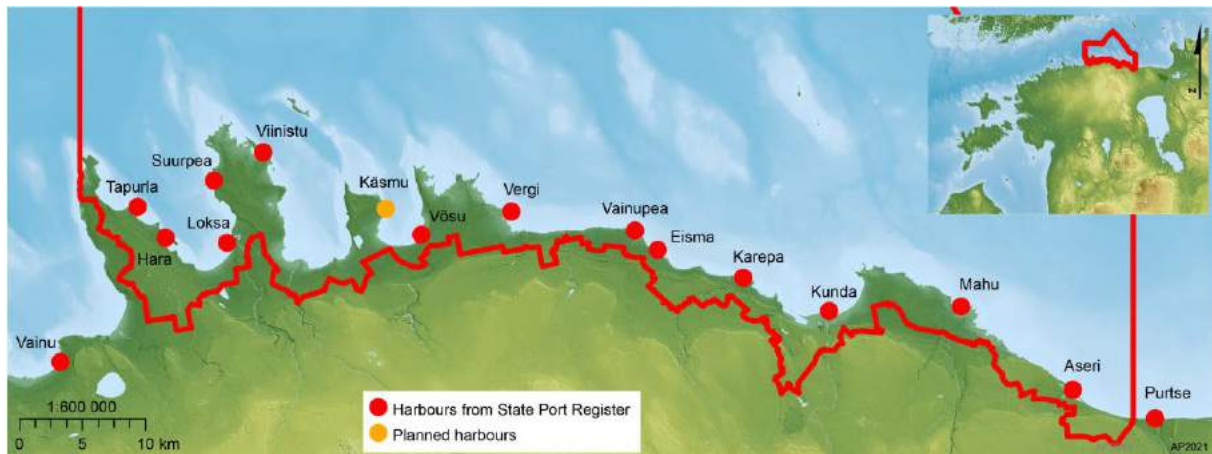 Viinistu
Suurpea
Tapurla
Käsmu
Vergi
Loksa
Võsu
Vainupea
Hara
Eisma
Karepa
Mahu
Kunda
Vainu
Aseri
Purtse
1:600 000
0 5 10 km
Harbours from State Port Register
Planned harbours
AP2021
N